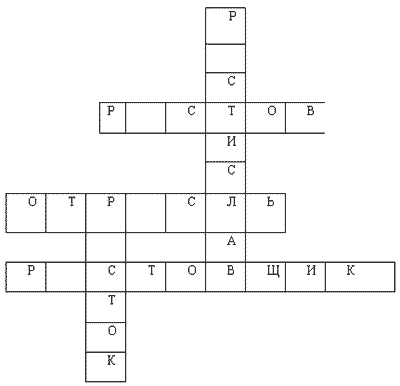 Р
С
Р С Т О В
И
С
О Т Р С Л Ь
А
Р С Т О В Щ И К
Т
О
К